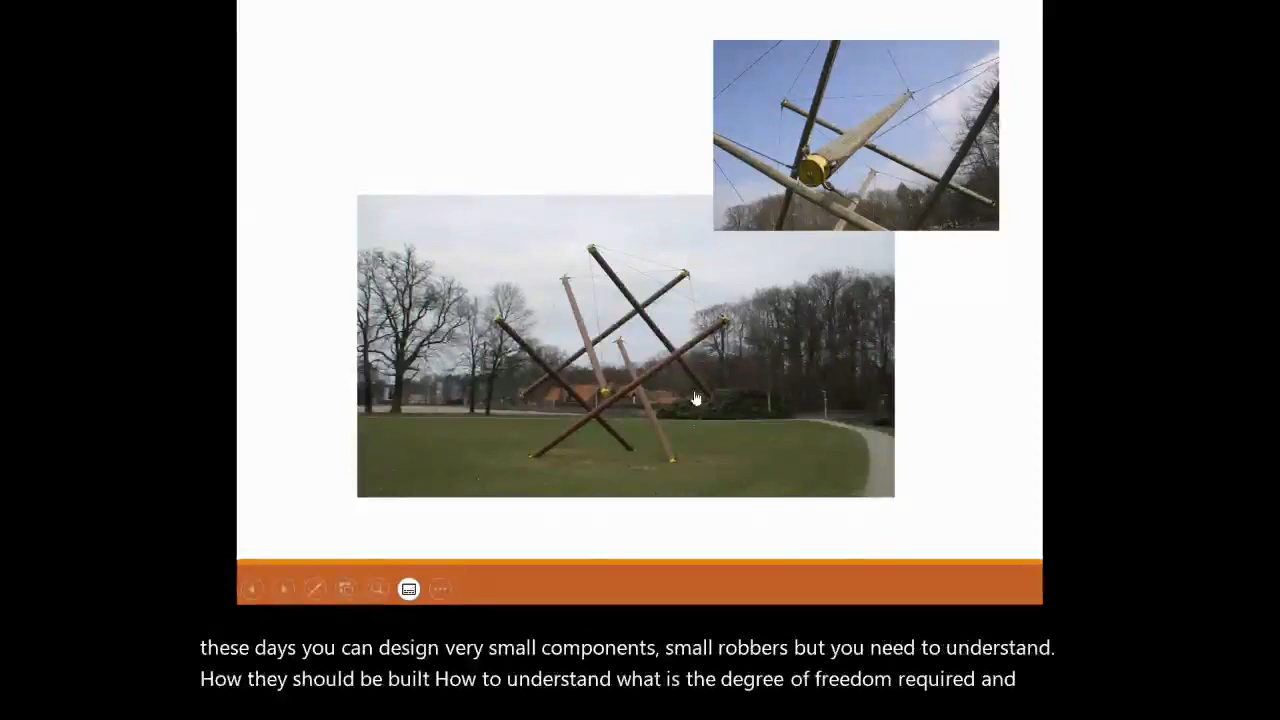 these days you can design very small components, small robbers but you need to understand.
How they should be built How to understand what is the degree of freedom required and